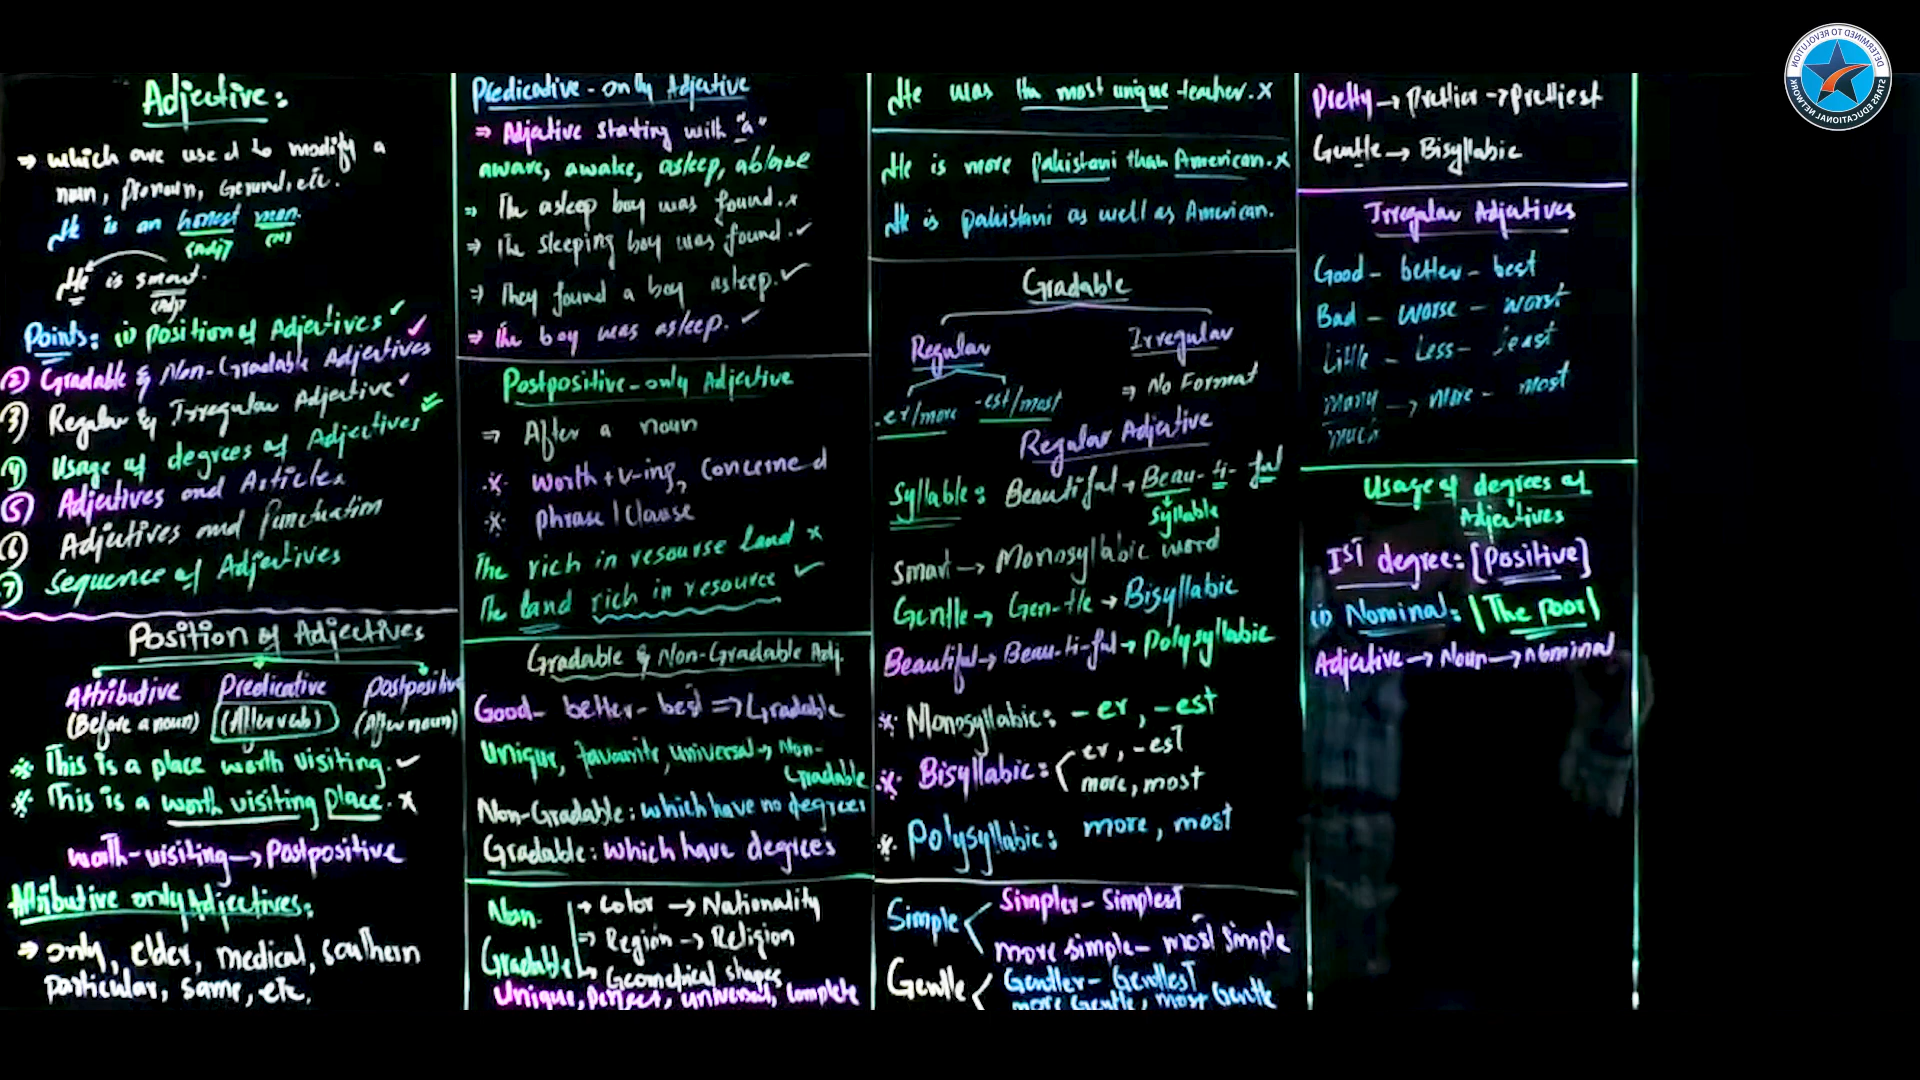 Adjective:
⇒ which are used to modify a
noun, pronoun, Gerund, etc.
He is an honest man.
(Adj) (N)
He is smart.
(Adj)
Points: (1) position of Adjectives ✓
(2) Gradable & Non-Gradable Adjectives ✓
(3) Regular & Irregular Adjective ✓
(4) Usage of degrees of Adjectives ✓
(5) Adjectives and Articles
(6) Adjectives and Punctuation
(7) Sequence of Adjectives
Position of Adjectives
Attributive Predicative Postpositive
(Before a noun) (After verb) (After noun)
* This is a place worth visiting. ✓
* This is a worth visiting place. x
worth-visiting → Postpositive
Attributive only Adjectives:
⇒ only, elder, medical, southern
particular, same, etc.
Predicative-only Adjective
⇒ Adjective starting with "a"
aware, awake, asleep, ablaze
⇒ The asleep boy was found. x
⇒ The sleeping boy was found. ✓
⇒ They found a boy asleep. ✓
⇒ The boy was asleep. ✓
Postpositive-only Adjective
⇒ After a noun
* worth+v-ing, concerned
* phrase/clause
The rich in resourse land x
The land rich in resource ✓
Gradable & Non-Gradable Adj.
Good- better- best ⇒ Gradable
Unique, favourite, universal → Non-
Gradable
Non-Gradable: which have no degrees
Gradable: which have degrees
Non. → color → Nationality
⇒ Region → Religion
Gradable → Geometrical shapes
Unique, perfect, universal, complete
He was the most unique teacher. x
He is more pakistani than American. x
He is pakistani as well as American.
Gradable
Regular Irregular
⇒ No Format
-er/more -est/most
Regular Adjective
Syllable: Beautiful → Beau-ti-ful
Syllable
Smart → Monosyllabic word
Gentle → Gen-tle → Bisyllabic
Beautiful → Beau-ti-ful → polysyllabic
* Monosyllabic: -er, -est
* Bisyllabic: er, -est
more, most
* Polysyllabic: more, most
Simple Simpler- Simplest
more simple- most simple
Gentle Gentler- Gentlest
more Gentle, most Gentle
Pretty → prettier → prettiest
Gentle → Bisyllabic
Irregular Adjectives
Good- better- best
Bad - worse - worst
Little - Less - least
many → more - most
much
Usage of degrees of
Adjectives
1st degree: [Positive]
(i) Nominal: |The poor|
Adjective → Noun → nominal
DETERMINED TO REVOLUTION
STARS EDUCATIONAL NETWORK